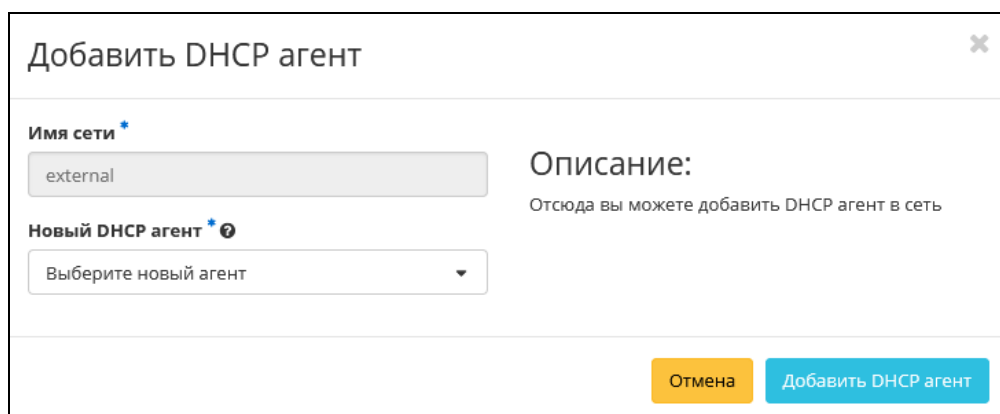 Добавить DHCP агент
Имя сети *
external
Описание:
Отсюда вы можете добавить DHCP агент в сеть
Новый DHCP агент *
Выберите новый агент
Отмена
Добавить DHCP агент